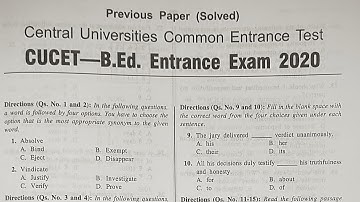 Previous Paper (Solved)
Central Universities Common Entrance Test
CUCET—B.Ed. Entrance Exam 2020
Directions (Qs. No. 1 and 2): In the following questions,
a word is followed by four options. You have to choose the
option that is the most appropriate synonym to the given
word.
1. Absolve
A. Bind B. Exempt
C. Eject D. Disappear
2. Vindicate
A. Justify B. Investigate
C. Verify D. Prove
Directions (Qs. No. 3 and 4): In the following questions,
Directions (Qs. No. 9 and 10): Fill in the blank space with
the correct word from the four choices given under each
sentence.
9. The jury delivered ______ verdict unanimously.
A. his B. her
C. their D. its
10. All his decisions duly testify ______ his truthfulness
and honesty.
A. for B. about
C. to D. of
Directions (Qs. No. 11-15): Read the following passage